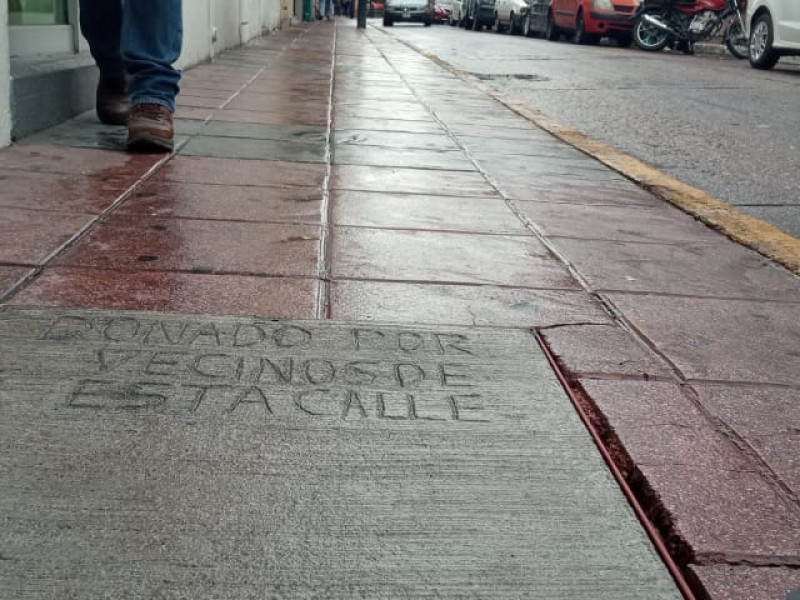 DONADO POR
VECINOS DE
ESTA CALLE